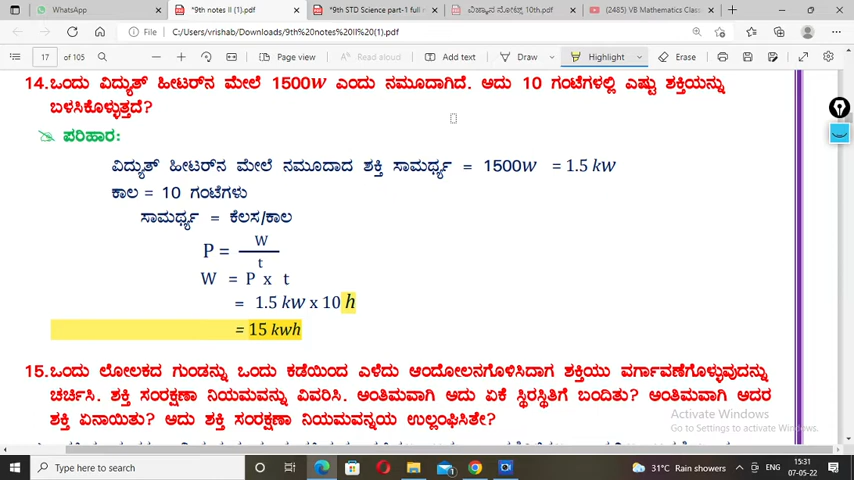 WhatsApp
*9th notes II (1).pdf
*9th STD Science part-1 full n
ವಿಜ್ಞಾನ ನೋಟ್ಸ್ 10th.pdf
(2485) VB Mathematics Class
File
C:/Users/vrishab/Downloads/9th%20notes%20II%20(1).pdf
17 of 105
Page view
Read aloud
Add text
Draw
Highlight
Erase
14. ಒಂದು ವಿದ್ಯುತ್ ಹೀಟರ್‌ನ ಮೇಲೆ 1500W ಎಂದು ನಮೂದಾಗಿದೆ. ಅದು 10 ಗಂಟೆಗಳಲ್ಲಿ ಎಷ್ಟು ಶಕ್ತಿಯನ್ನು
ಬಳಸಿಕೊಳ್ಳುತ್ತದೆ?
ಪರಿಹಾರ:
ವಿದ್ಯುತ್ ಹೀಟರ್‌ನ ಮೇಲೆ ನಮೂದಾದ ಶಕ್ತಿ ಸಾಮರ್ಥ್ಯ = 1500W = 1.5 kw
ಕಾಲ = 10 ಗಂಟೆಗಳು
ಸಾಮರ್ಥ್ಯ = ಕೆಲಸ/ಕಾಲ
P = W
t
W = P x t
= 1.5 kw x 10 h
= 15 kwh
15. ಒಂದು ಲೋಲಕದ ಗುಂಡನ್ನು ಒಂದು ಕಡೆಯಿಂದ ಎಳೆದು ಆಂದೋಲನಗೊಳಿಸಿದಾಗ ಶಕ್ತಿಯು ವರ್ಗಾವಣೆಗೊಳ್ಳುವುದನ್ನು
ಚರ್ಚಿಸಿ. ಶಕ್ತಿ ಸಂರಕ್ಷಣಾ ನಿಯಮವನ್ನು ವಿವರಿಸಿ. ಅಂತಿಮವಾಗಿ ಅದು ಏಕೆ ಸ್ಥಿರಸ್ಥಿತಿಗೆ ಬಂದಿತು? ಅಂತಿಮವಾಗಿ ಅದರ
ಶಕ್ತಿ ಏನಾಯಿತು? ಅದು ಶಕ್ತಿ ಸಂರಕ್ಷಣಾ ನಿಯಮವನ್ನಯ ಉಲ್ಲಂಘಿಸಿತೇ?
Activate Windows
Go to Settings to activate Windows.
Type here to search
31°C Rain showers
ENG
15:31
07-05-22